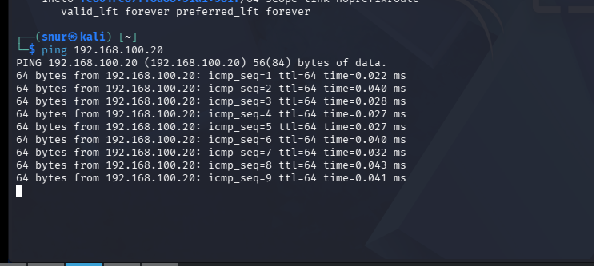 valid_lft forever preferred_lft forever
(snur㉿kali) [~]
$ ping 192.168.100.20
PING 192.168.100.20 (192.168.100.20) 56(84) bytes of data.
64 bytes from 192.168.100.20: icmp_seq=1 ttl=64 time=0.022 ms
64 bytes from 192.168.100.20: icmp_seq=2 ttl=64 time=0.040 ms
64 bytes from 192.168.100.20: icmp_seq=3 ttl=64 time=0.028 ms
64 bytes from 192.168.100.20: icmp_seq=4 ttl=64 time=0.027 ms
64 bytes from 192.168.100.20: icmp_seq=5 ttl=64 time=0.027 ms
64 bytes from 192.168.100.20: icmp_seq=6 ttl=64 time=0.040 ms
64 bytes from 192.168.100.20: icmp_seq=7 ttl=64 time=0.032 ms
64 bytes from 192.168.100.20: icmp_seq=8 ttl=64 time=0.043 ms
64 bytes from 192.168.100.20: icmp_seq=9 ttl=64 time=0.041 ms